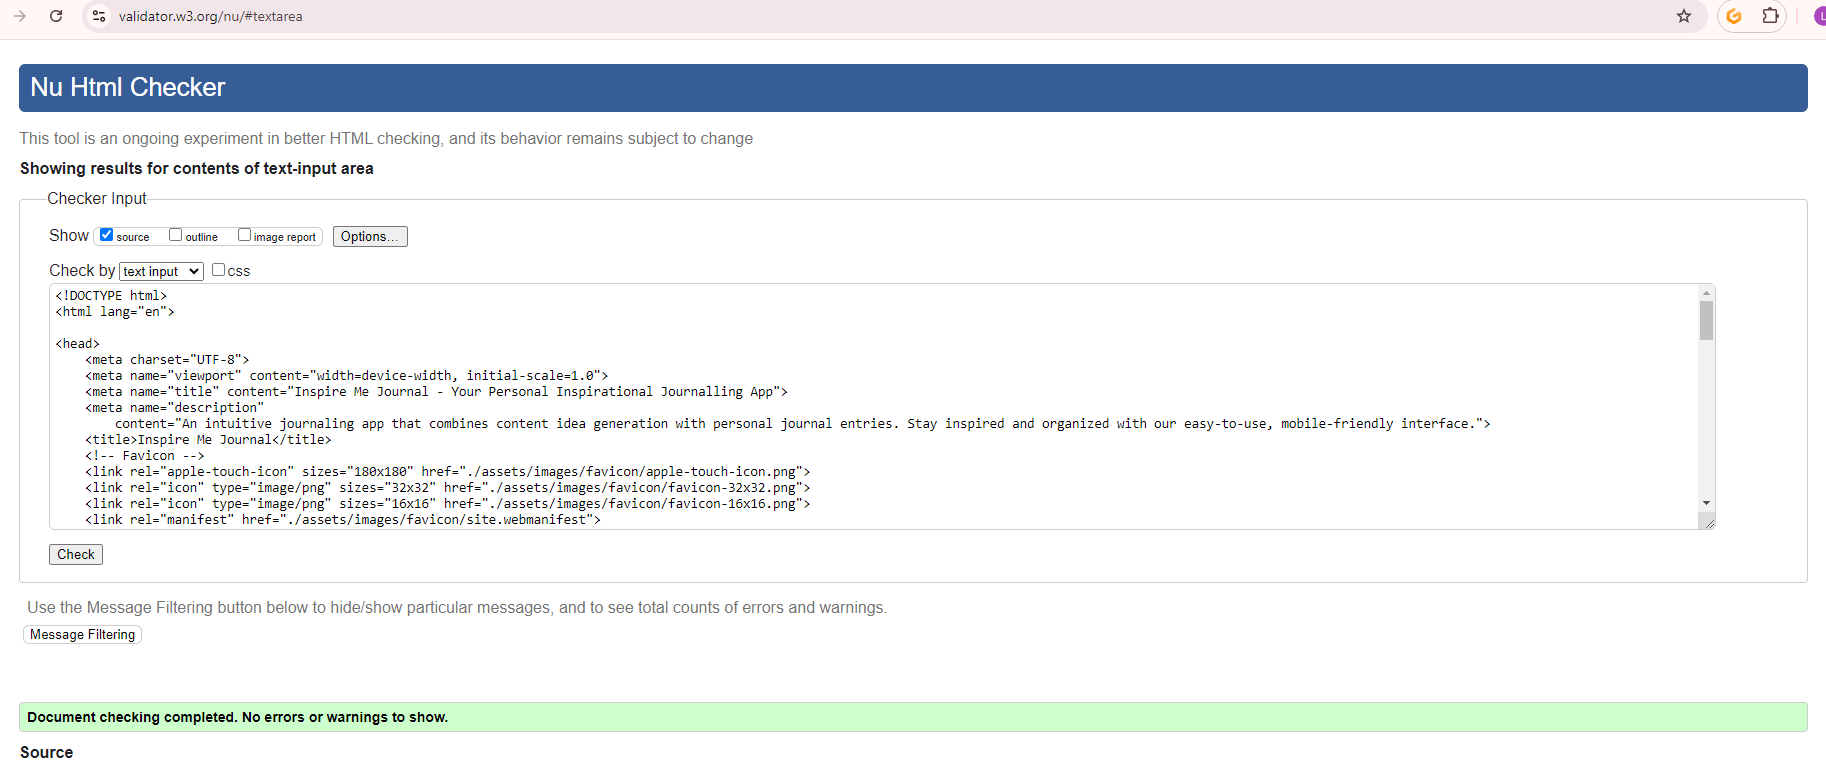 validator.w3.org/nu/#textarea
Nu Html Checker
This tool is an ongoing experiment in better HTML checking, and its behavior remains subject to change
Showing results for contents of text-input area
Checker Input
Show source outline image report Options...
Check by text input css
<!DOCTYPE html>
<html lang="en">
<head>
<meta charset="UTF-8">
<meta name="viewport" content="width=device-width, initial-scale=1.0">
<meta name="title" content="Inspire Me Journal - Your Personal Inspirational Journalling App">
<meta name="description"
content="An intuitive journaling app that combines content idea generation with personal journal entries. Stay inspired and organized with our easy-to-use, mobile-friendly interface.">
<title>Inspire Me Journal</title>
<!-- Favicon -->
<link rel="apple-touch-icon" sizes="180x180" href="./assets/images/favicon/apple-touch-icon.png">
<link rel="icon" type="image/png" sizes="32x32" href="./assets/images/favicon/favicon-32x32.png">
<link rel="icon" type="image/png" sizes="16x16" href="./assets/images/favicon/favicon-16x16.png">
<link rel="manifest" href="./assets/images/favicon/site.webmanifest">
Check
Use the Message Filtering button below to hide/show particular messages, and to see total counts of errors and warnings.
Message Filtering
Document checking completed. No errors or warnings to show.
Source